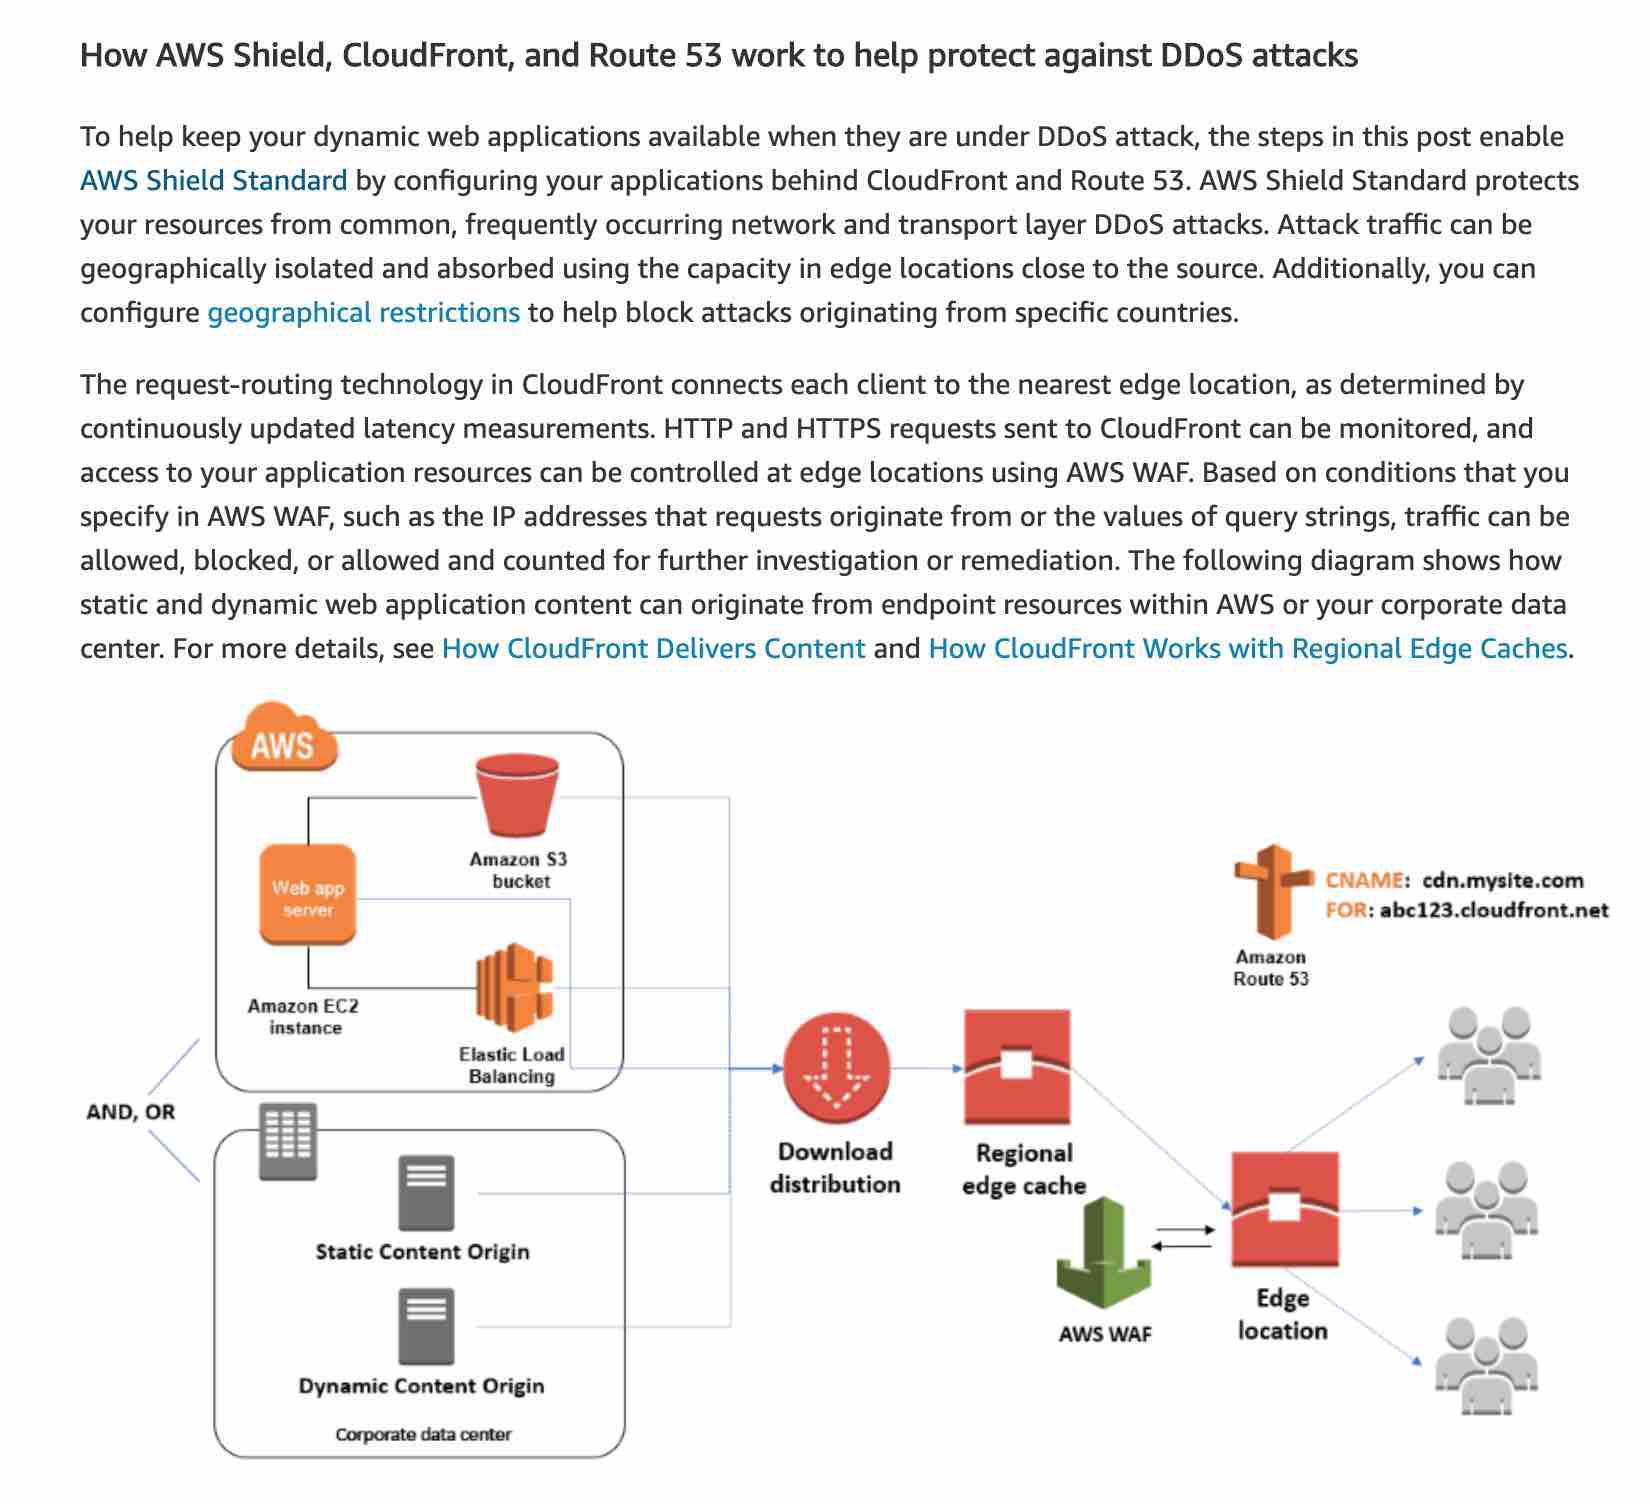 How AWS Shield, CloudFront, and Route 53 work to help protect against DDoS attacks
To help keep your dynamic web applications available when they are under DDoS attack, the steps in this post enable
AWS Shield Standard by configuring your applications behind CloudFront and Route 53. AWS Shield Standard protects
your resources from common, frequently occurring network and transport layer DDoS attacks. Attack traffic can be
geographically isolated and absorbed using the capacity in edge locations close to the source. Additionally, you can
configure geographical restrictions to help block attacks originating from specific countries.
The request-routing technology in CloudFront connects each client to the nearest edge location, as determined by
continuously updated latency measurements. HTTP and HTTPS requests sent to CloudFront can be monitored, and
access to your application resources can be controlled at edge locations using AWS WAF. Based on conditions that you
specify in AWS WAF, such as the IP addresses that requests originate from or the values of query strings, traffic can be
allowed, blocked, or allowed and counted for further investigation or remediation. The following diagram shows how
static and dynamic web application content can originate from endpoint resources within AWS or your corporate data
center. For more details, see How CloudFront Delivers Content and How CloudFront Works with Regional Edge Caches.
AWS
Amazon S3
bucket
Web app
server
Amazon EC2
instance
Elastic Load
Balancing
AND, OR
Static Content Origin
Dynamic Content Origin
Corporate data center
Download
distribution
Regional
edge cache
AWS WAF
Edge
location
CNAME: cdn.mysite.com
FOR: abc123.cloudfront.net
Amazon
Route 53